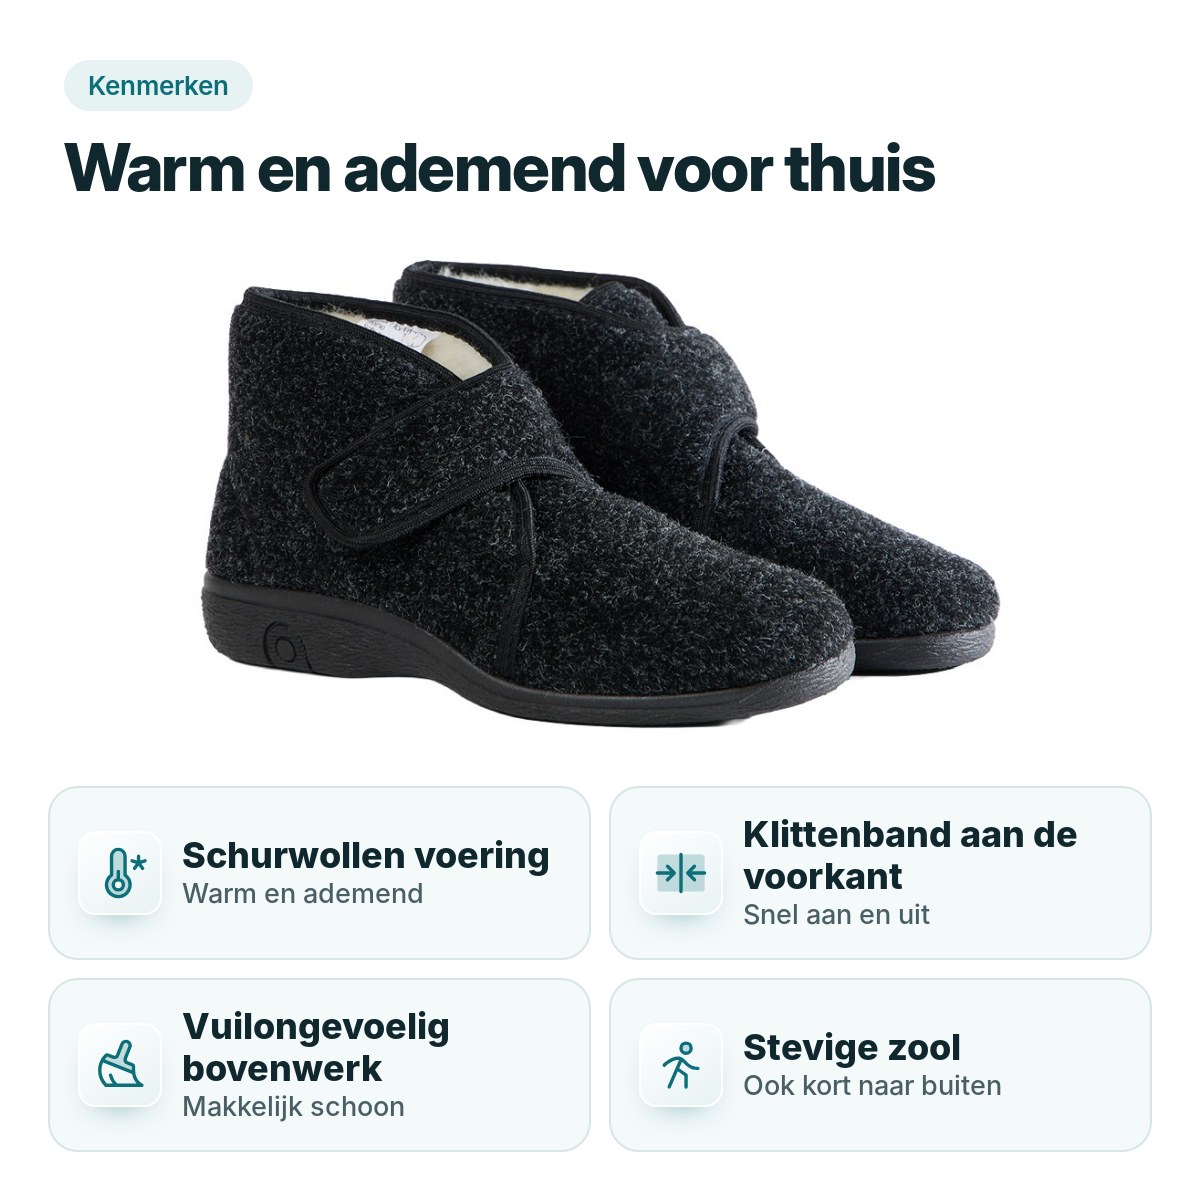 Kenmerken
Warm en ademend voor thuis
Schurwollen voering
Warm en ademend
Klittenband aan de
voorkant
Snel aan en uit
Vuilongevoelig
bovenwerk
Makkelijk schoon
Stevige zool
Ook kort naar buiten